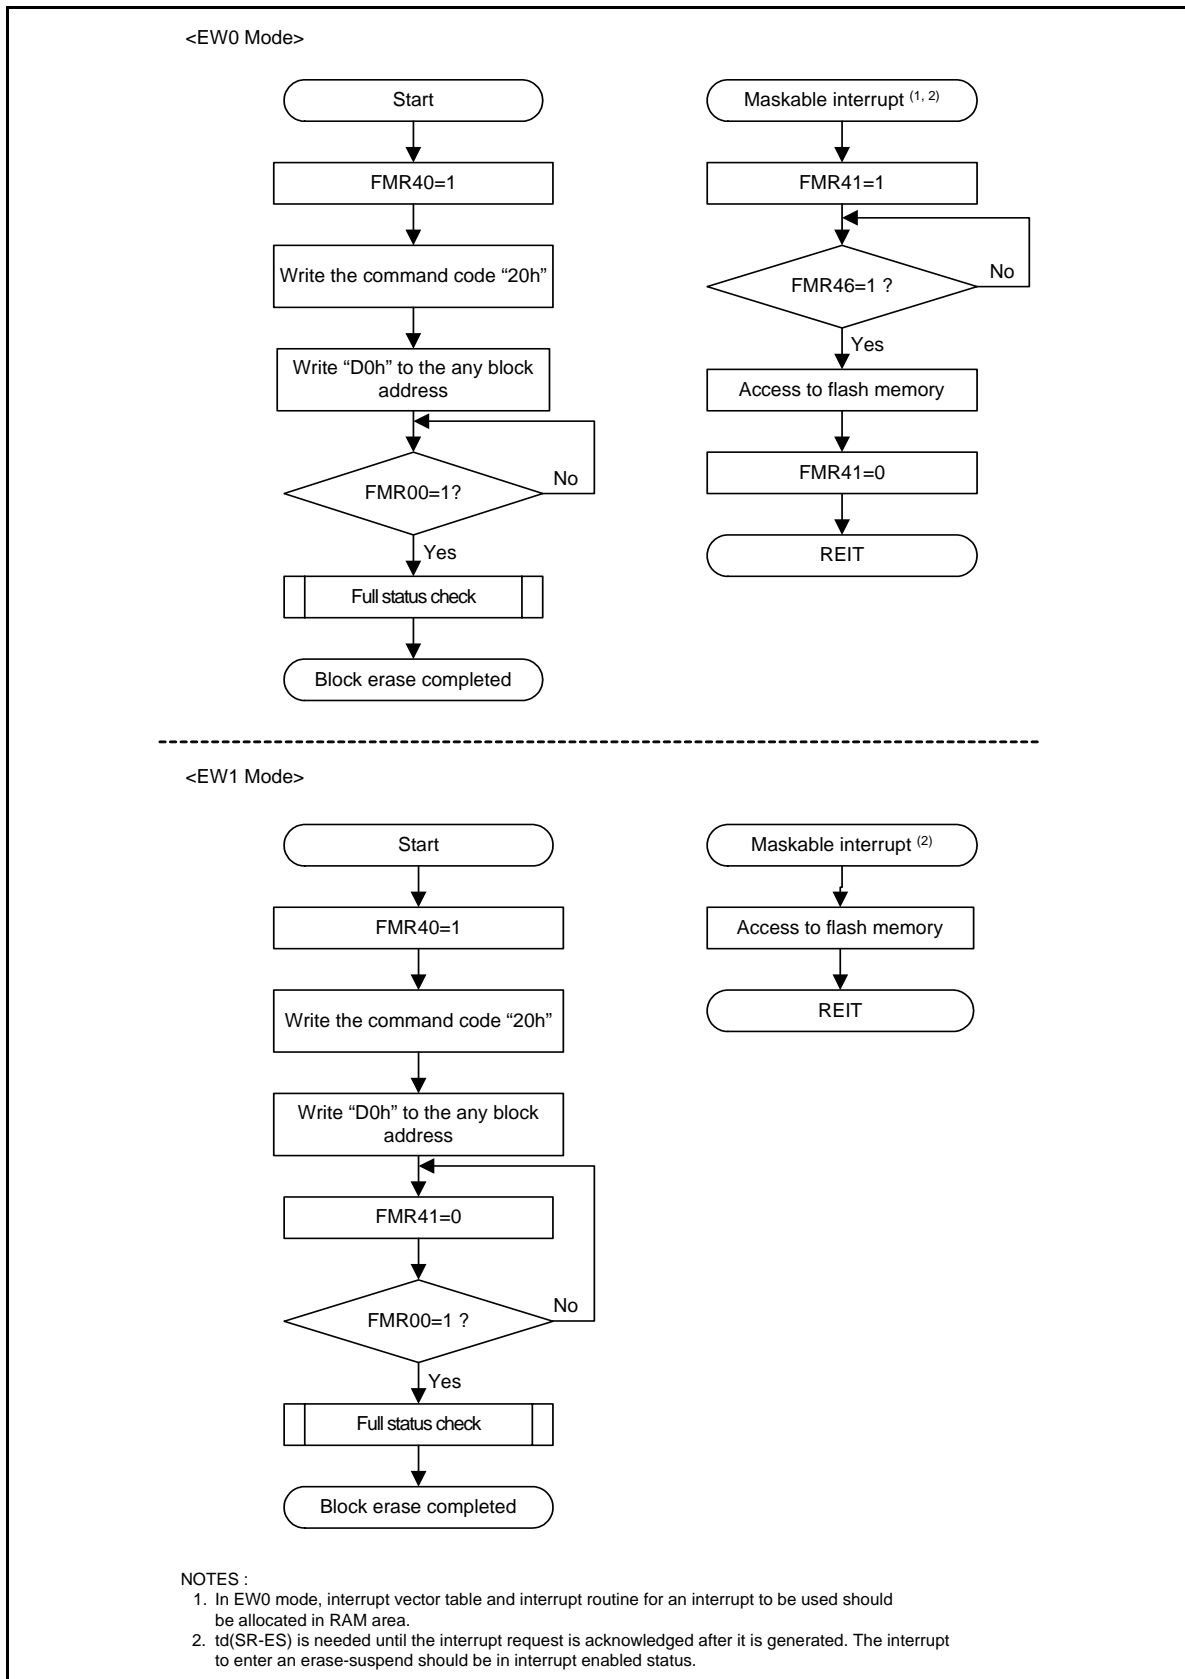 <EW0 Mode>
Start
FMR40=1
Write the command code “20h”
Write “D0h” to the any block
address
FMR00=1?
No
Yes
Full status check
Block erase completed
Maskable interrupt (1, 2)
FMR41=1
FMR46=1 ?
No
Yes
Access to flash memory
FMR41=0
REIT
<EW1 Mode>
Start
FMR40=1
Write the command code “20h”
Write “D0h” to the any block
address
FMR41=0
FMR00=1 ?
No
Yes
Full status check
Block erase completed
Maskable interrupt (2)
Access to flash memory
REIT
NOTES :
1. In EW0 mode, interrupt vector table and interrupt routine for an interrupt to be used should
be allocated in RAM area.
2. td(SR-ES) is needed until the interrupt request is acknowledged after it is generated. The interrupt
to enter an erase-suspend should be in interrupt enabled status.